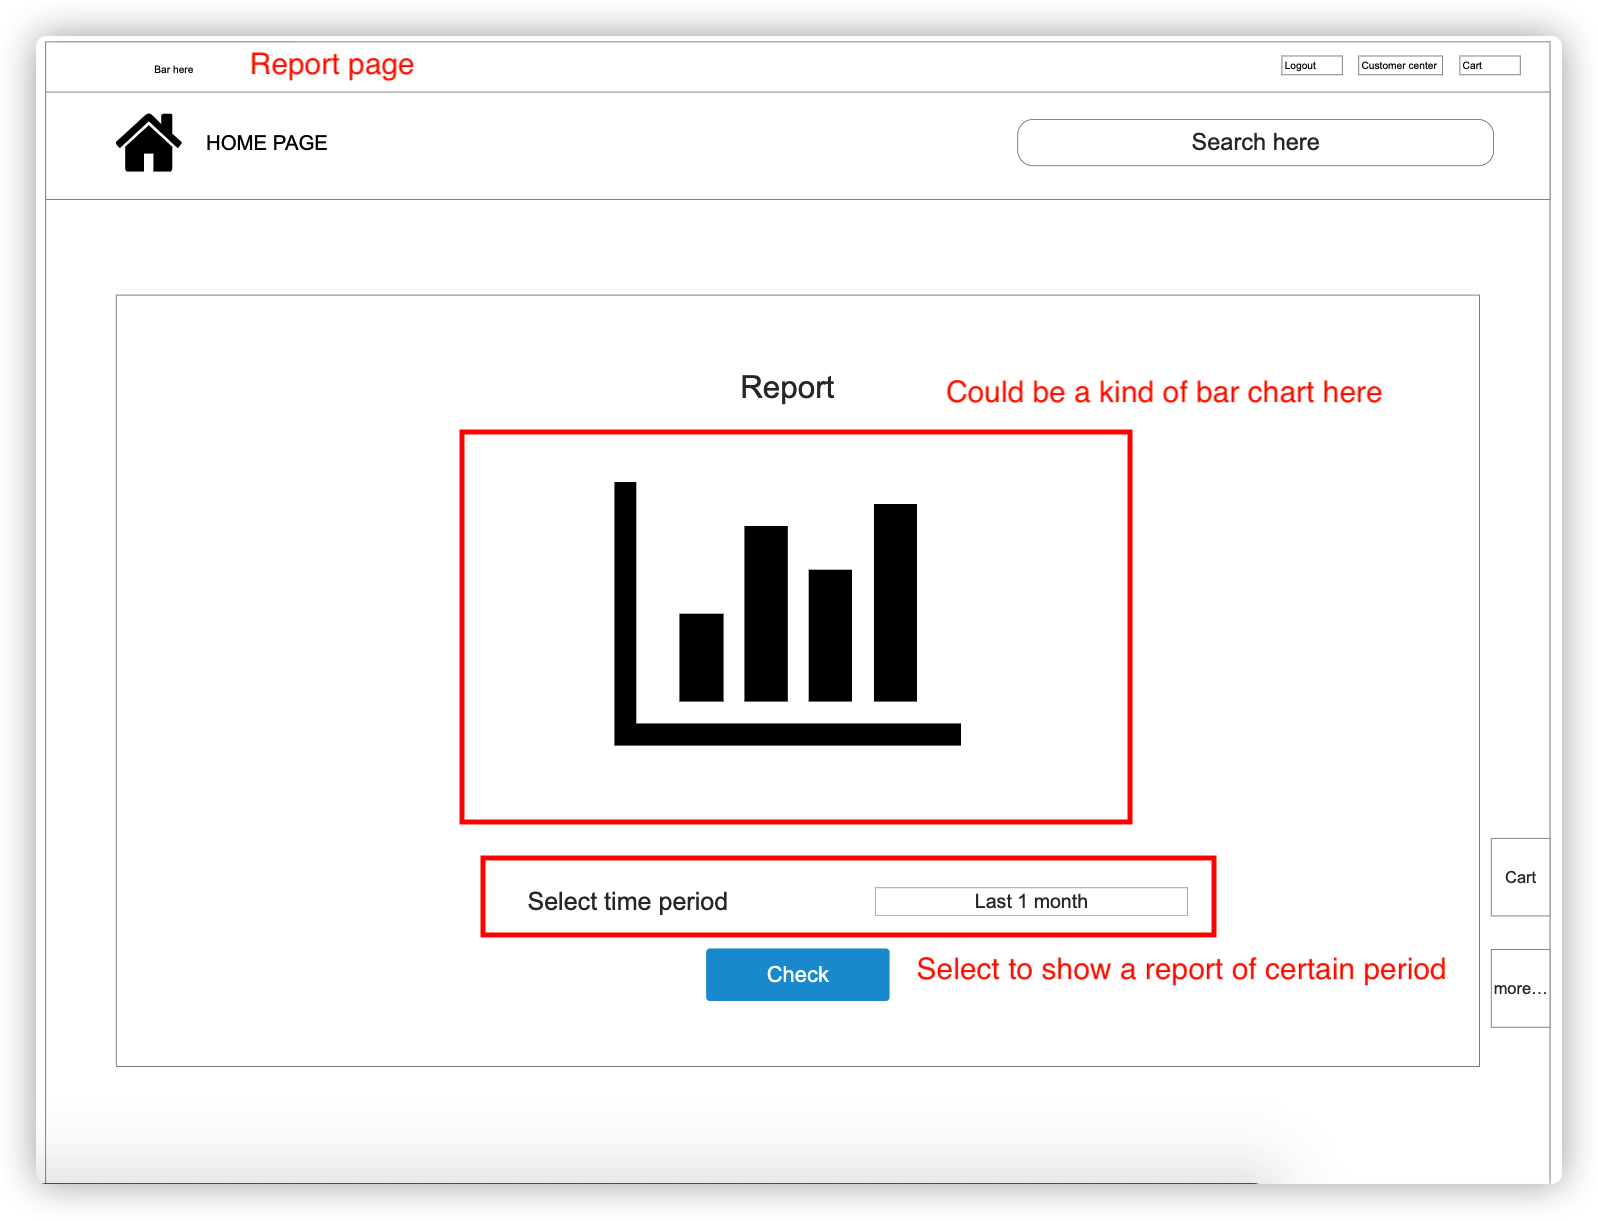 Bar here
Report page
Logout
Customer center
Cart
HOME PAGE
Search here
Report
Could be a kind of bar chart here
Select time period
Last 1 month
Check
Select to show a report of certain period
Cart
more...